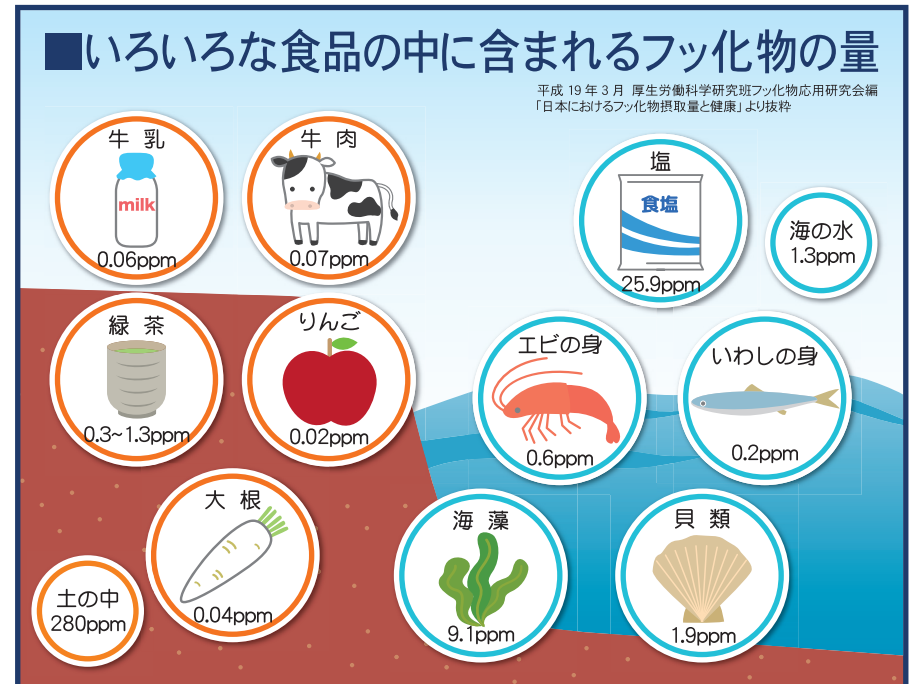 ■いろいろな食品の中に含まれるフッ化物の量
平成 19 年 3 月 厚生労働科学研究班フッ化物応用研究会編
「日本におけるフッ化物摂取量と健康」より抜粋
牛 乳
milk
0.06ppm
牛 肉
0.07ppm
塩
食塩
25.9ppm
海の水
1.3ppm
緑 茶
0.3~1.3ppm
りんご
0.02ppm
エビの身
0.6ppm
いわしの身
0.2ppm
大 根
0.04ppm
土の中
280ppm
海 藻
9.1ppm
貝 類
1.9ppm